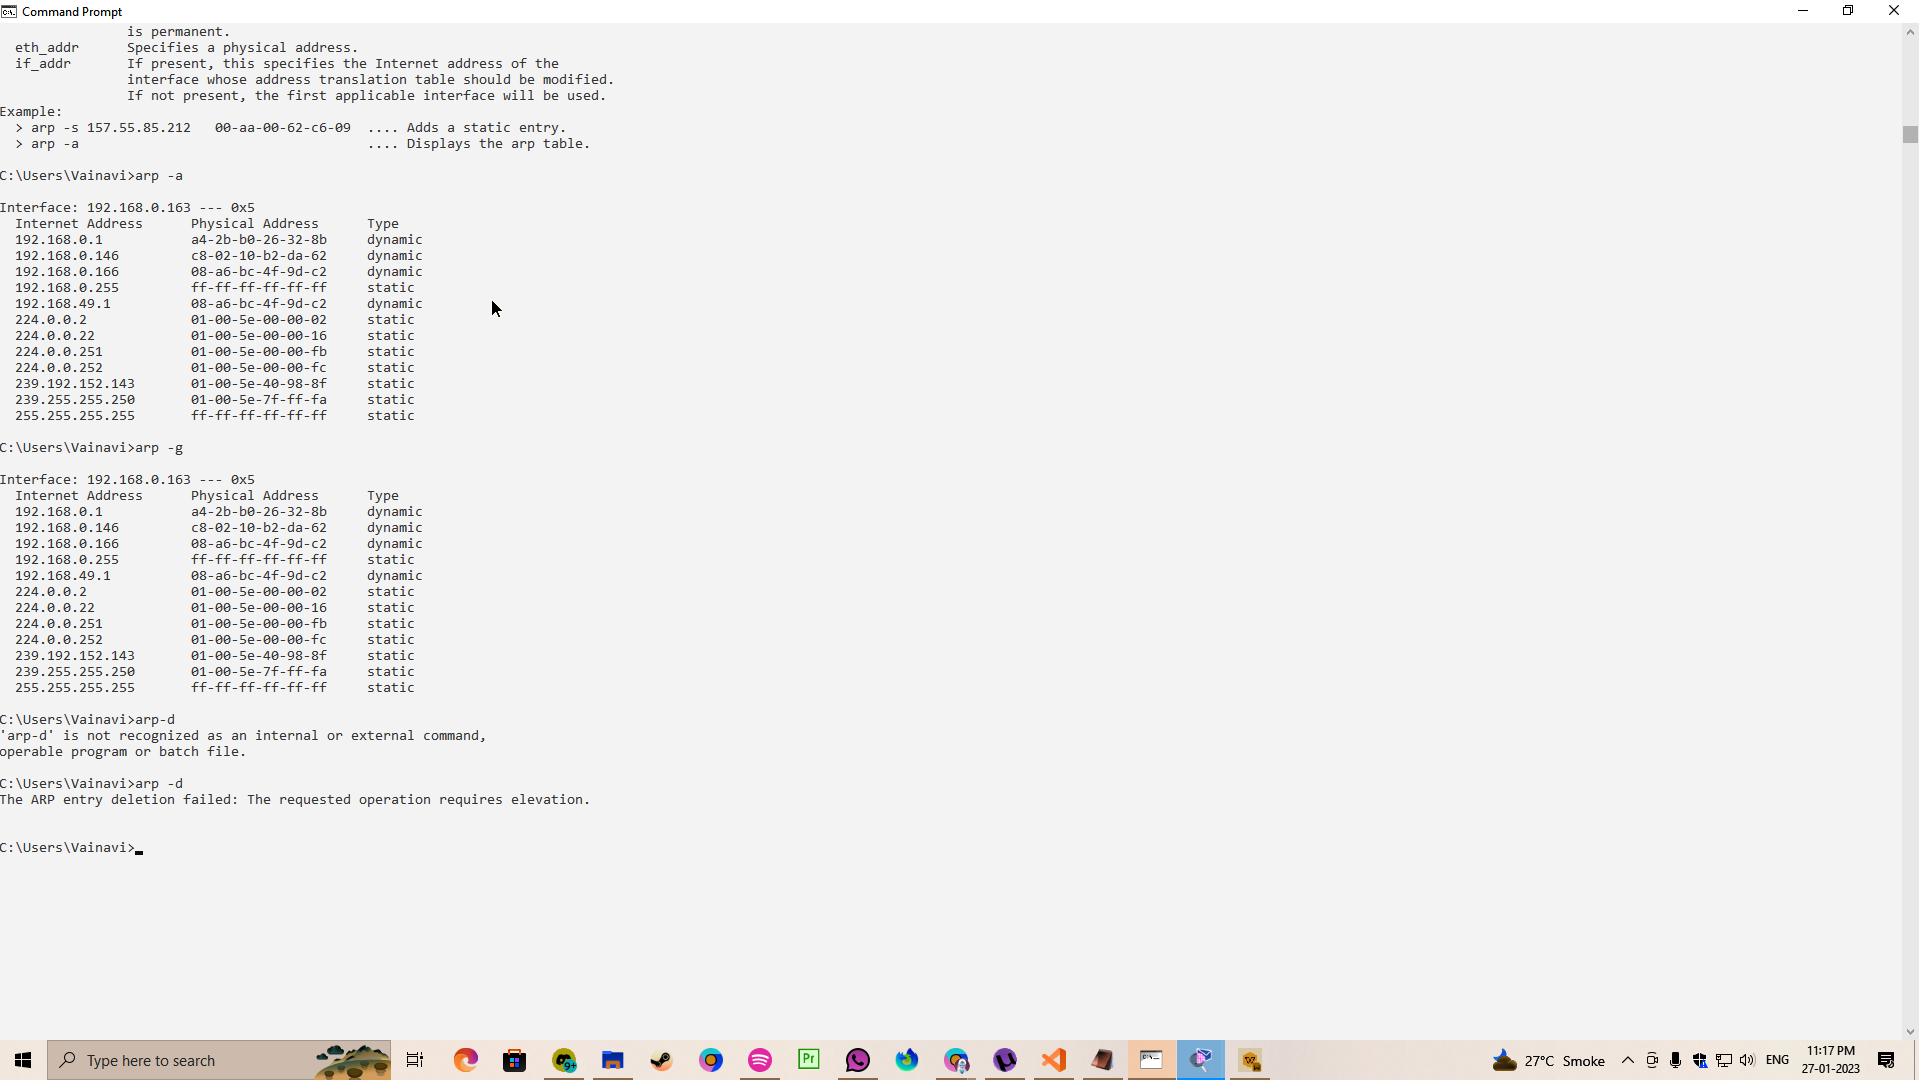 Command Prompt
is permanent.
eth_addr      Specifies a physical address.
if_addr       If present, this specifies the Internet address of the
interface whose address translation table should be modified.
If not present, the first applicable interface will be used.
Example:
> arp -s 157.55.85.212   00-aa-00-62-c6-09  .... Adds a static entry.
> arp -a                                    .... Displays the arp table.
C:\Users\Vainavi>arp -a
Interface: 192.168.0.163 --- 0x5
Internet Address      Physical Address      Type
192.168.0.1           a4-2b-b0-26-32-8b     dynamic
192.168.0.146         c8-02-10-b2-da-62     dynamic
192.168.0.166         08-a6-bc-4f-9d-c2     dynamic
192.168.0.255         ff-ff-ff-ff-ff-ff     static
192.168.49.1          08-a6-bc-4f-9d-c2     dynamic
224.0.0.2             01-00-5e-00-00-02     static
224.0.0.22            01-00-5e-00-00-16     static
224.0.0.251           01-00-5e-00-00-fb     static
224.0.0.252           01-00-5e-00-00-fc     static
239.192.152.143       01-00-5e-40-98-8f     static
239.255.255.250       01-00-5e-7f-ff-fa     static
255.255.255.255       ff-ff-ff-ff-ff-ff     static
C:\Users\Vainavi>arp -g
Interface: 192.168.0.163 --- 0x5
Internet Address      Physical Address      Type
192.168.0.1           a4-2b-b0-26-32-8b     dynamic
192.168.0.146         c8-02-10-b2-da-62     dynamic
192.168.0.166         08-a6-bc-4f-9d-c2     dynamic
192.168.0.255         ff-ff-ff-ff-ff-ff     static
192.168.49.1          08-a6-bc-4f-9d-c2     dynamic
224.0.0.2             01-00-5e-00-00-02     static
224.0.0.22            01-00-5e-00-00-16     static
224.0.0.251           01-00-5e-00-00-fb     static
224.0.0.252           01-00-5e-00-00-fc     static
239.192.152.143       01-00-5e-40-98-8f     static
239.255.255.250       01-00-5e-7f-ff-fa     static
255.255.255.255       ff-ff-ff-ff-ff-ff     static
C:\Users\Vainavi>arp-d
'arp-d' is not recognized as an internal or external command,
operable program or batch file.
C:\Users\Vainavi>arp -d
The ARP entry deletion failed: The requested operation requires elevation.
C:\Users\Vainavi>
Type here to search
9+
Pr
27°C Smoke
ENG
11:17 PM
27-01-2023